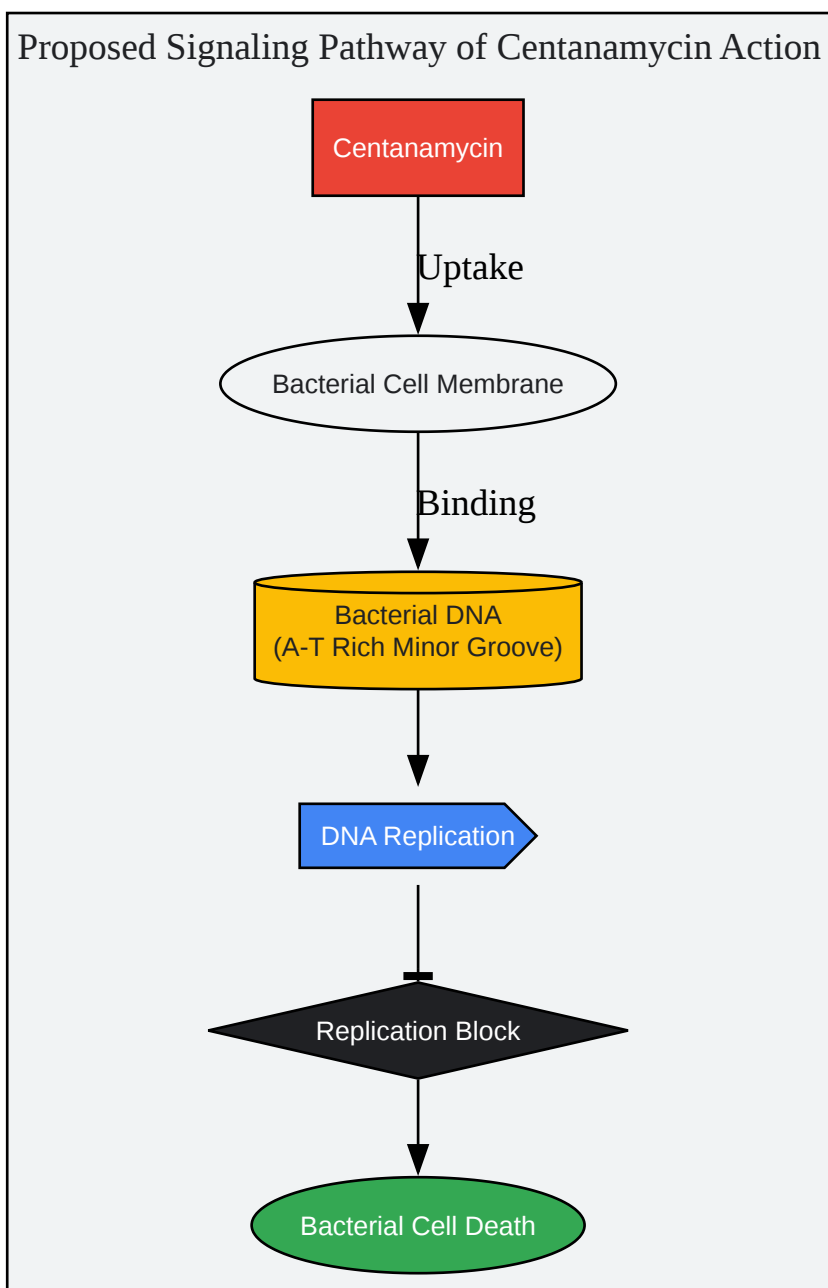 Proposed Signaling Pathway of Centanamycin Action
Centanamycin
Uptake
Bacterial Cell Membrane
Binding
Bacterial DNA
(A-T Rich Minor Groove)
DNA Replication
Replication Block
Bacterial Cell Death